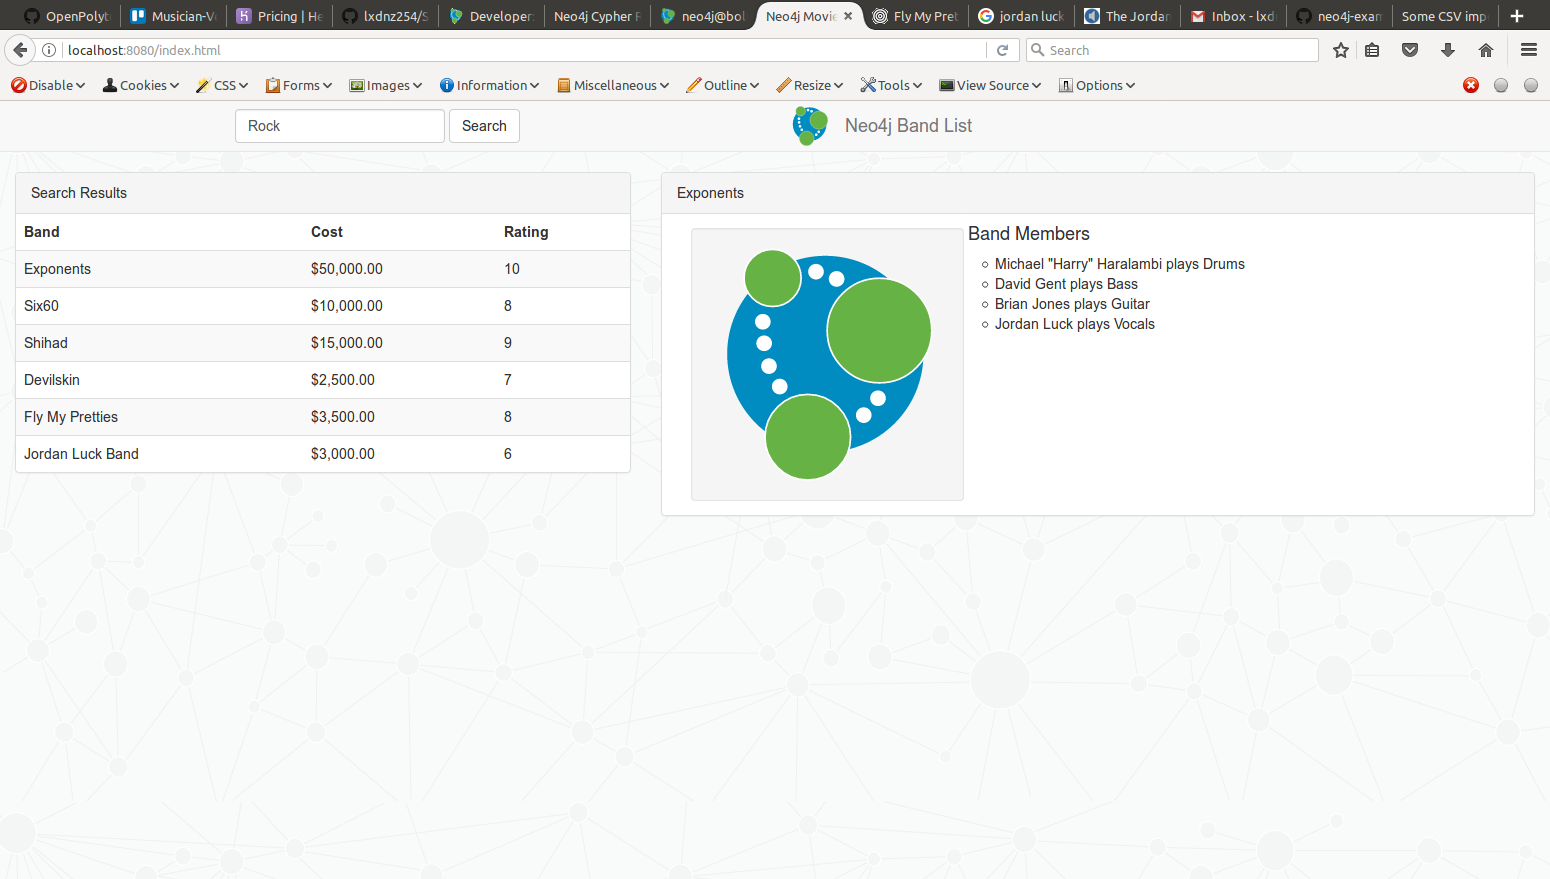 OpenPolyt
Musician-Ve
Pricing | He
lxdnz254/S
Developer:
Neo4j Cypher R
neo4j@bol
Neo4j Movie
Fly My Pret
jordan luck
The Jordan
Inbox - lxd
neo4j-exam
Some CSV impo
localhost:8080/index.html
Search
Disable Cookies CSS Forms Images Information Miscellaneous Outline Resize Tools View Source Options
Rock Search Neo4j Band List
Search Results
Band Cost Rating
Exponents $50,000.00 10
Six60 $10,000.00 8
Shihad $15,000.00 9
Devilskin $2,500.00 7
Fly My Pretties $3,500.00 8
Jordan Luck Band $3,000.00 6
Exponents
Band Members
Michael "Harry" Haralambi plays Drums
David Gent plays Bass
Brian Jones plays Guitar
Jordan Luck plays Vocals